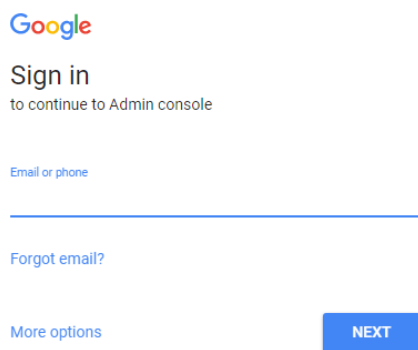 Google
Sign in
to continue to Admin console
Email or phone
Forgot email?
More options
NEXT